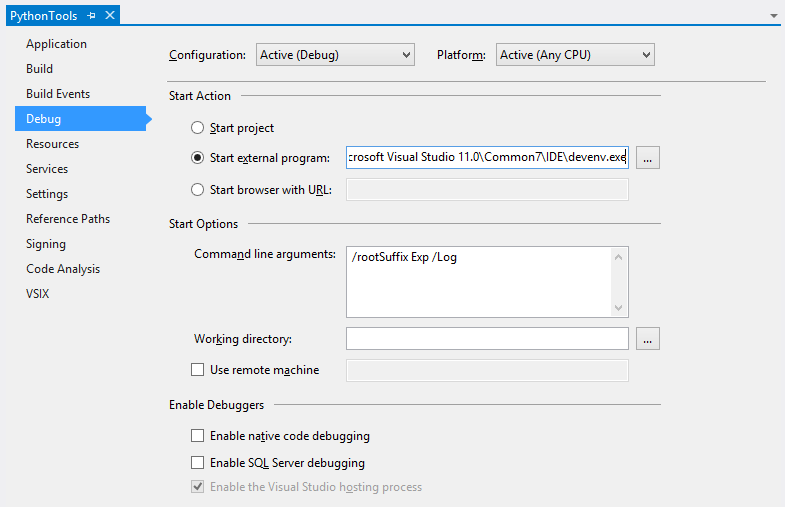 PythonTools
Application
Build
Build Events
Debug
Resources
Services
Settings
Reference Paths
Signing
Code Analysis
VSIX
Configuration: Active (Debug) Platform: Active (Any CPU)
Start Action
Start project
Start external program: crosoft Visual Studio 11.0\Common7\IDE\devenv.exe ...
Start browser with URL:
Start Options
Command line arguments: /rootSuffix Exp /Log
Working directory: ...
Use remote machine
Enable Debuggers
Enable native code debugging
Enable SQL Server debugging
Enable the Visual Studio hosting process